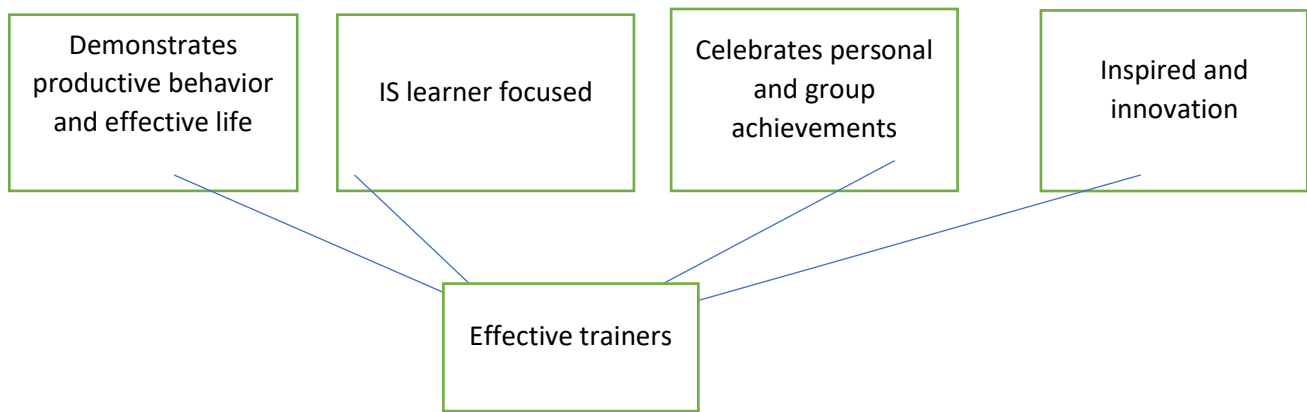 Demonstrates
productive behavior
and effective life
IS learner focused
Celebrates personal
and group
achievements
Inspired and
innovation
Effective trainers